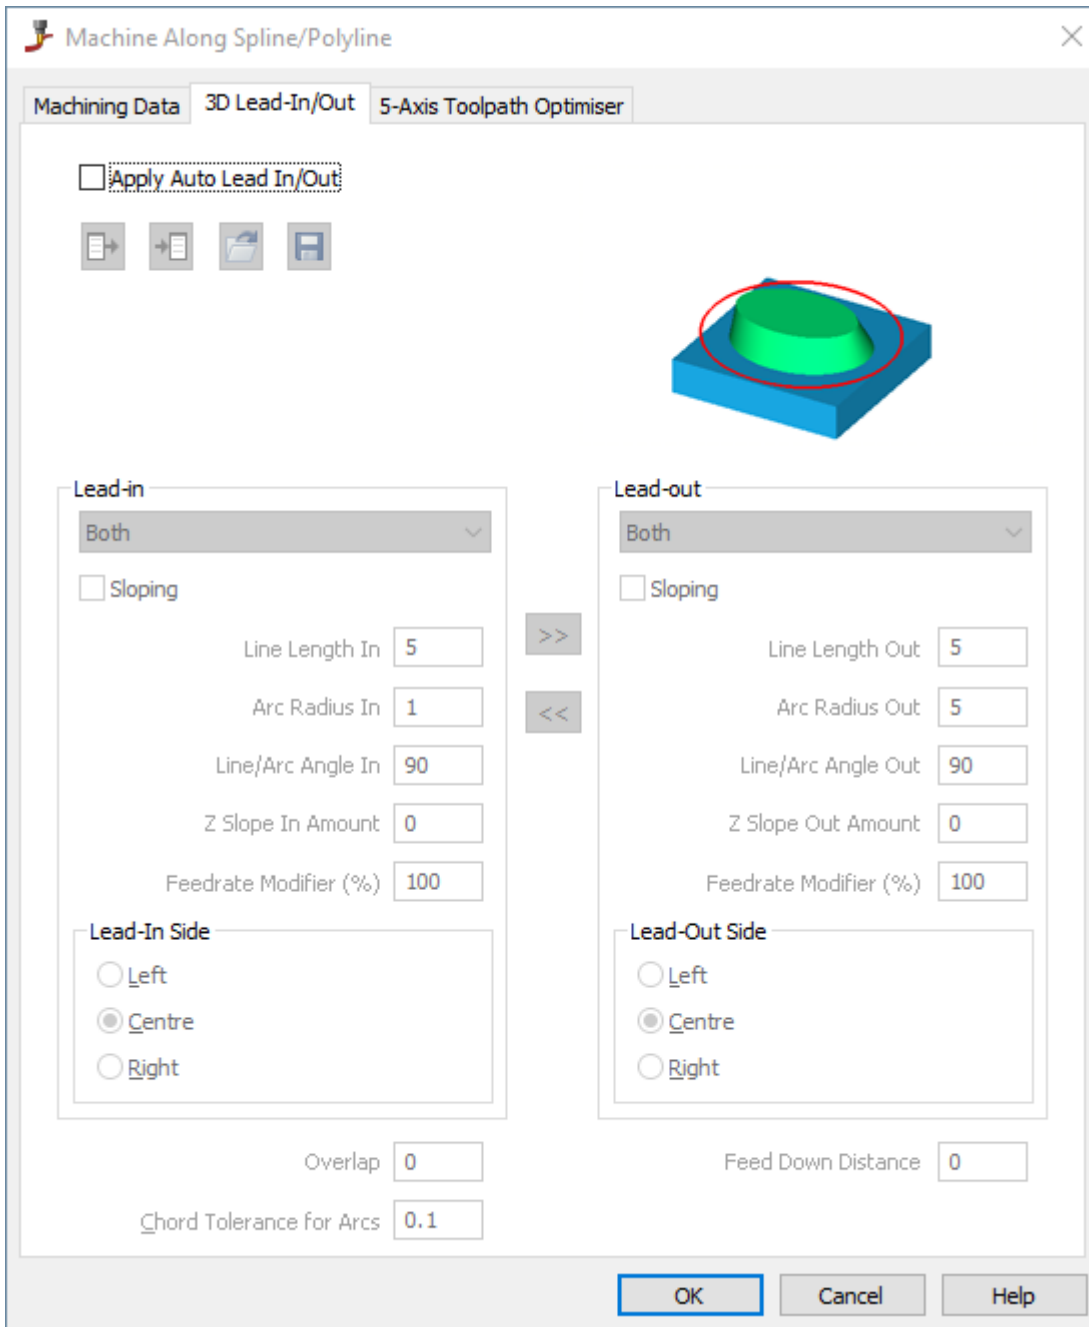 Machine Along Spline/Polyline
Machining Data 3D Lead-In/Out 5-Axis Toolpath Optimiser
Apply Auto Lead In/Out
Lead-in
Both
Sloping
Line Length In 5
Arc Radius In 1
Line/Arc Angle In 90
Z Slope In Amount 0
Feedrate Modifier (%) 100
Lead-In Side
Left
Centre
Right
>>
<<
Lead-out
Both
Sloping
Line Length Out 5
Arc Radius Out 5
Line/Arc Angle Out 90
Z Slope Out Amount 0
Feedrate Modifier (%) 100
Lead-Out Side
Left
Centre
Right
Overlap 0
Feed Down Distance 0
Chord Tolerance for Arcs 0.1
OK Cancel Help